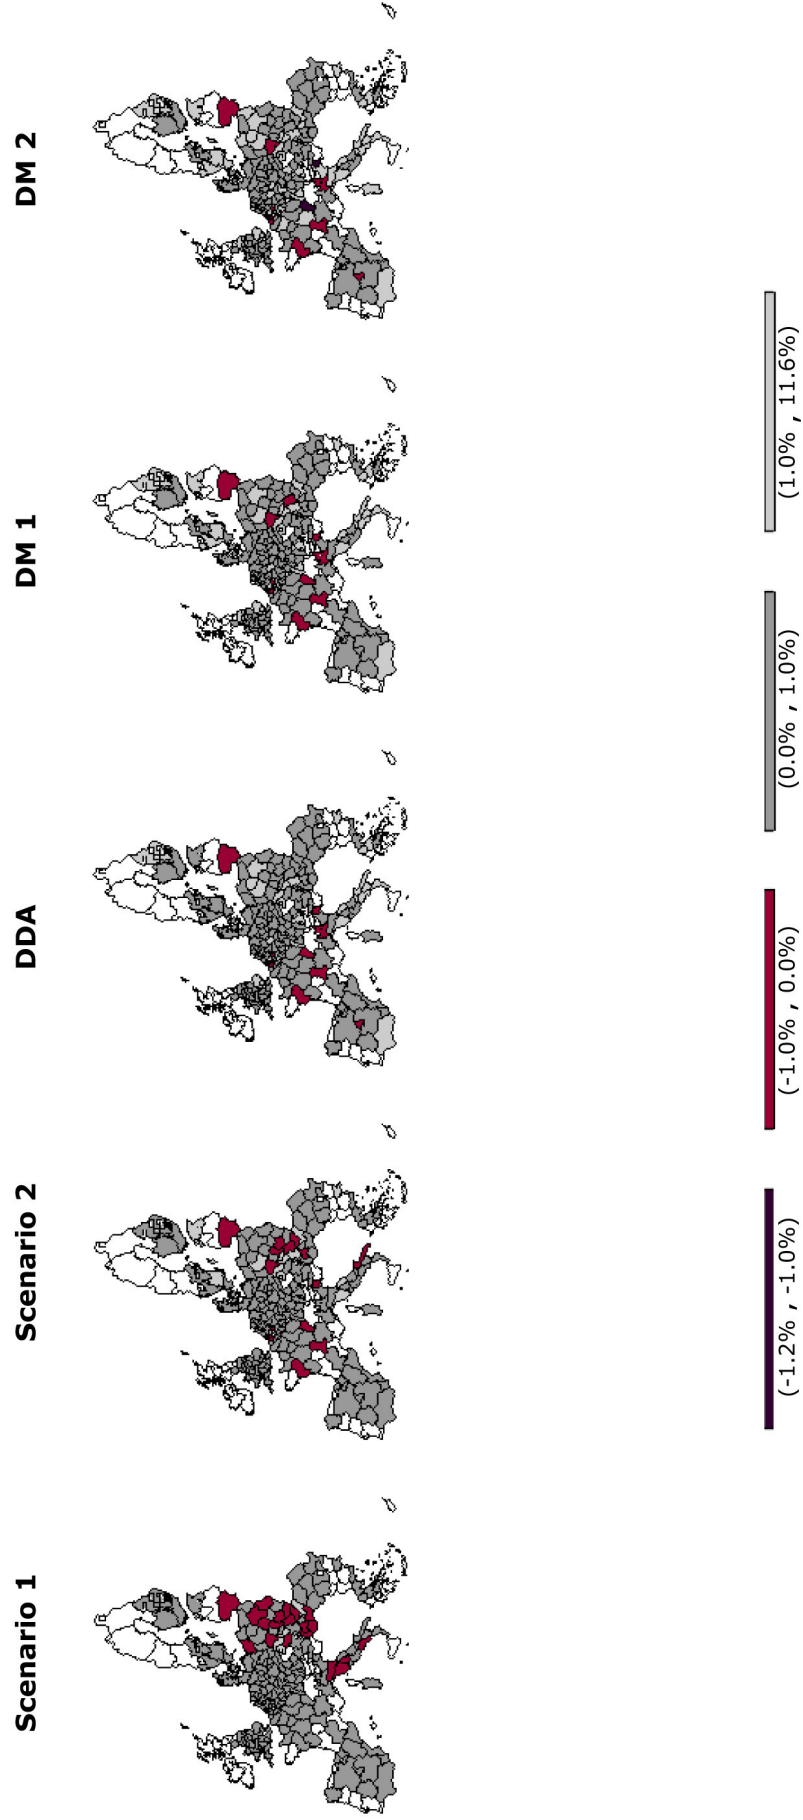 Scenario 1
Scenario 2
DDA
DM 1
DM 2
(-1.2% , -1.0%)
(-1.0% , 0.0%)
(0.0% , 1.0%)
(1.0% , 11.6%)